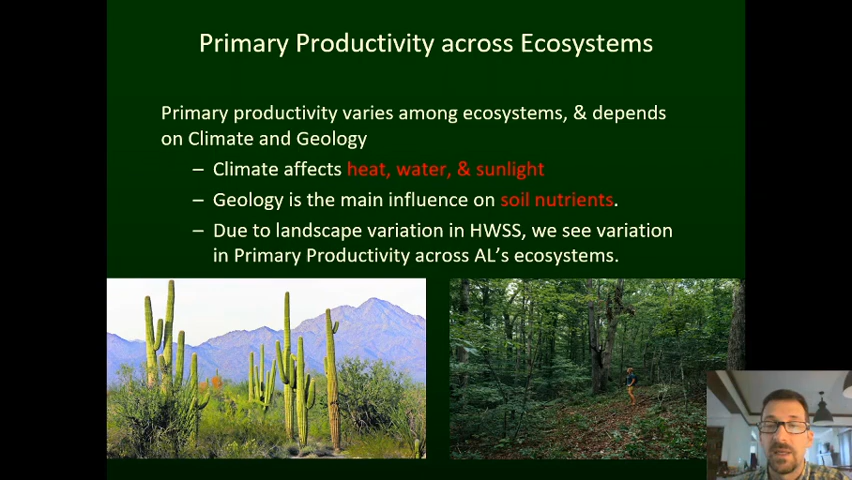 Primary Productivity across Ecosystems
Primary productivity varies among ecosystems, & depends
on Climate and Geology
– Climate affects heat, water, & sunlight
– Geology is the main influence on soil nutrients.
– Due to landscape variation in HWSS, we see variation
in Primary Productivity across AL's ecosystems.